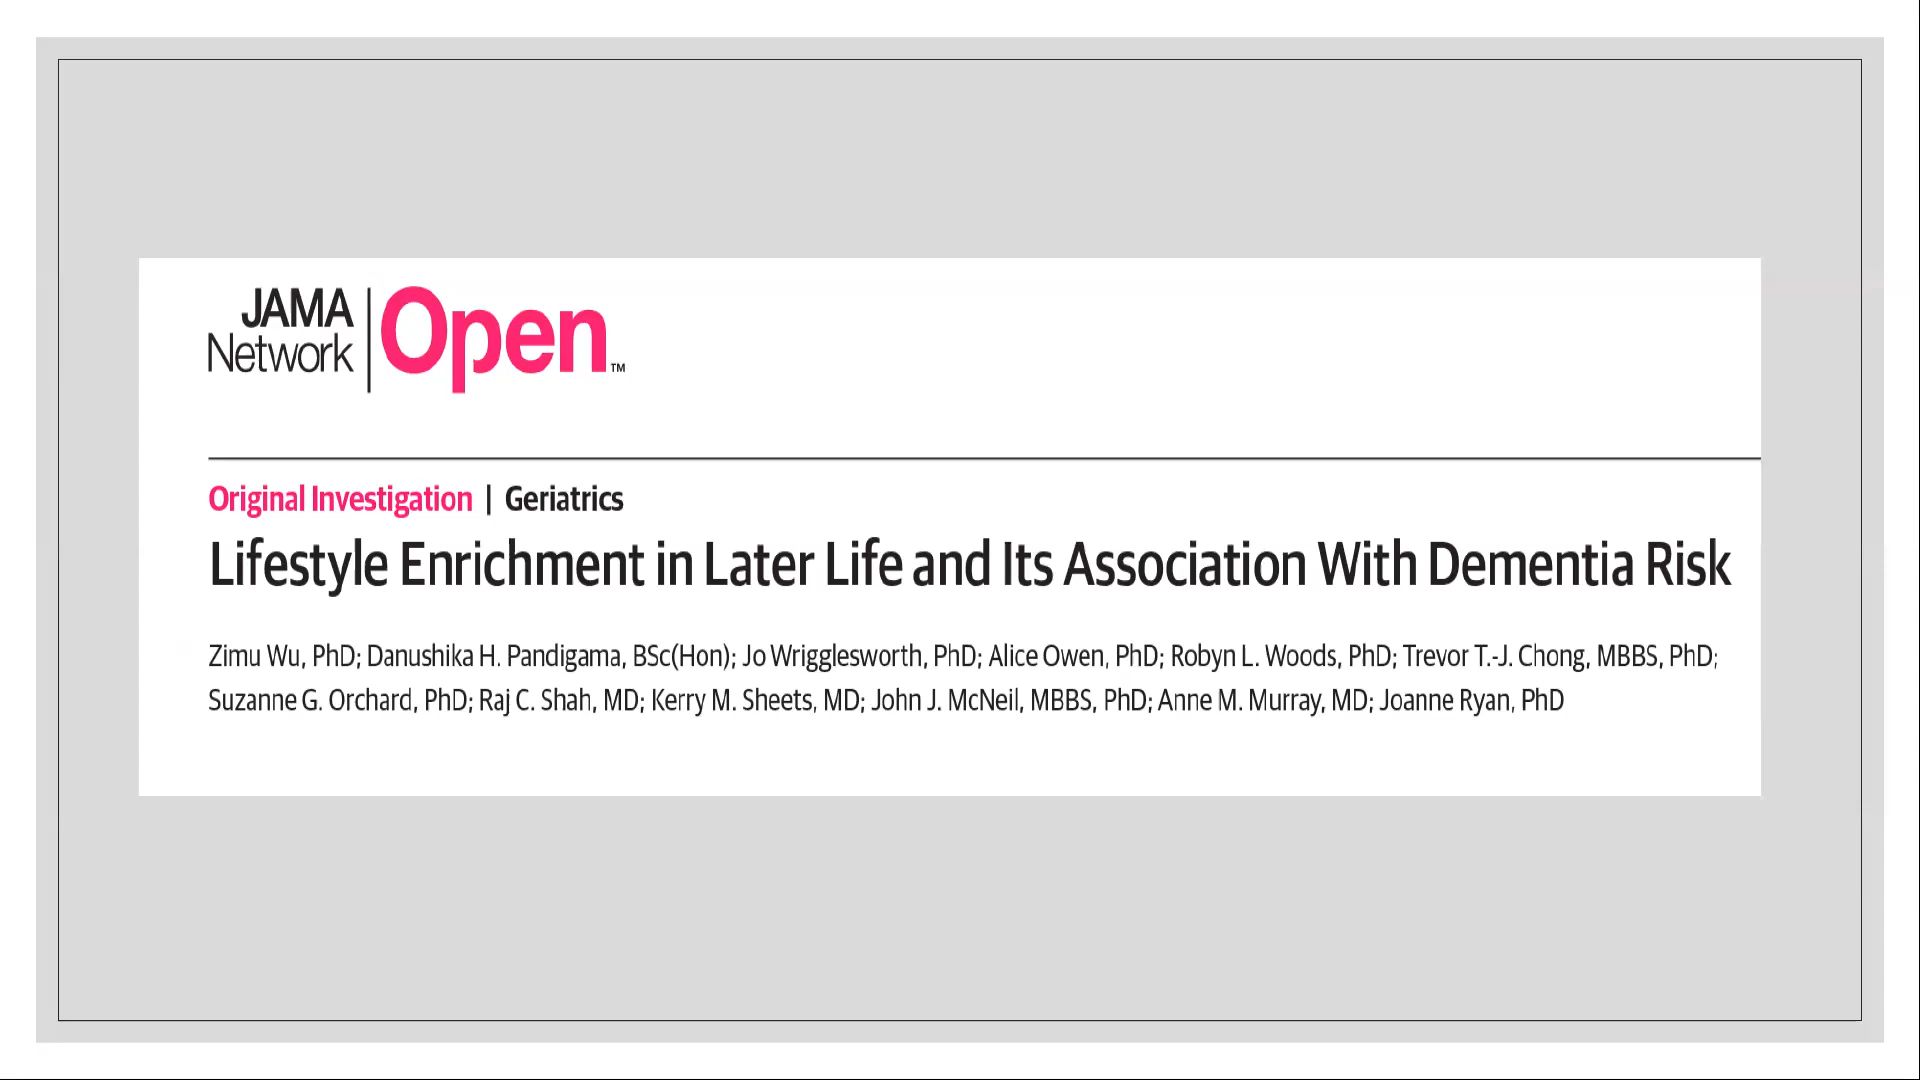 JAMA
Network
Open™
Original Investigation | Geriatrics
Lifestyle Enrichment in Later Life and Its Association With Dementia Risk
Zimu Wu, PhD; Danushika H. Pandigama, BSc(Hon); Jo Wrigglesworth, PhD; Alice Owen, PhD; Robyn L. Woods, PhD; Trevor T.-J. Chong, MBBS, PhD;
Suzanne G. Orchard, PhD; Raj C. Shah, MD; Kerry M. Sheets, MD; John J. McNeil, MBBS, PhD; Anne M. Murray, MD; Joanne Ryan, PhD